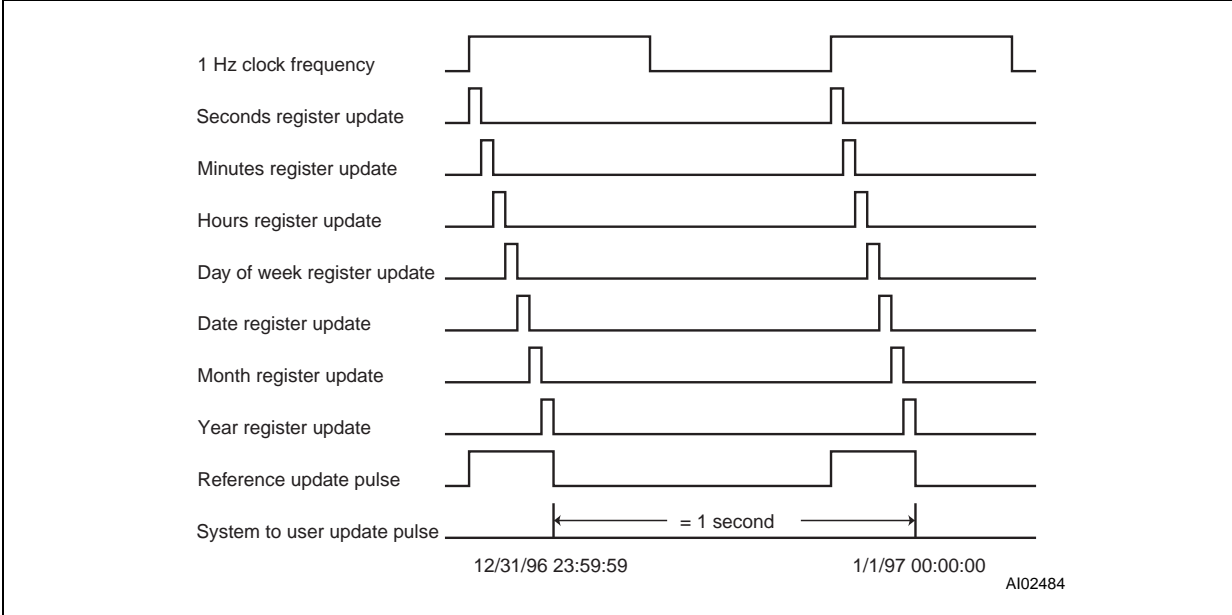 1 Hz clock frequency
Seconds register update
Minutes register update
Hours register update
Day of week register update
Date register update
Month register update
Year register update
Reference update pulse
System to user update pulse
= 1 second
12/31/96 23:59:59
1/1/97 00:00:00
AI02484